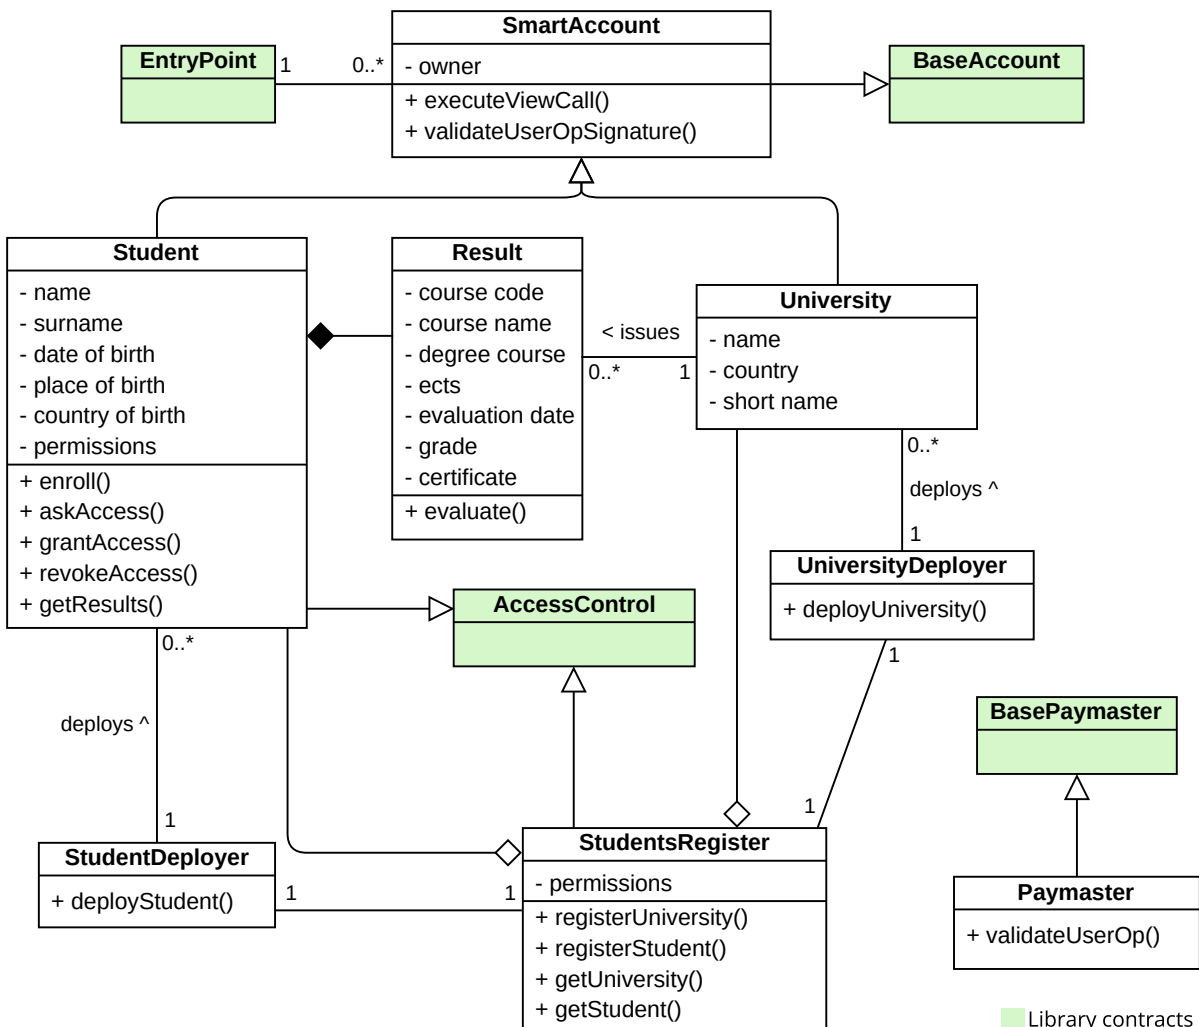 SmartAccount
- owner
+ executeViewCall()
+ validateUserOpSignature()
EntryPoint
1
0..*
BaseAccount
Student
- name
- surname
- date of birth
- place of birth
- country of birth
- permissions
+ enroll()
+ askAccess()
+ grantAccess()
+ revokeAccess()
+ getResults()
Result
- course code
- course name
- degree course
- ects
- evaluation date
- grade
- certificate
+ evaluate()
< issues
0..*
1
University
- name
- country
- short name
0..*
deploys ^
1
UniversityDeployer
+ deployUniversity()
1
AccessControl
0..*
deploys ^
1
BasePaymaster
1
StudentDeployer
+ deployStudent()
1
1
StudentsRegister
- permissions
+ registerUniversity()
+ registerStudent()
+ getUniversity()
+ getStudent()
Paymaster
+ validateUserOp()
Library contracts